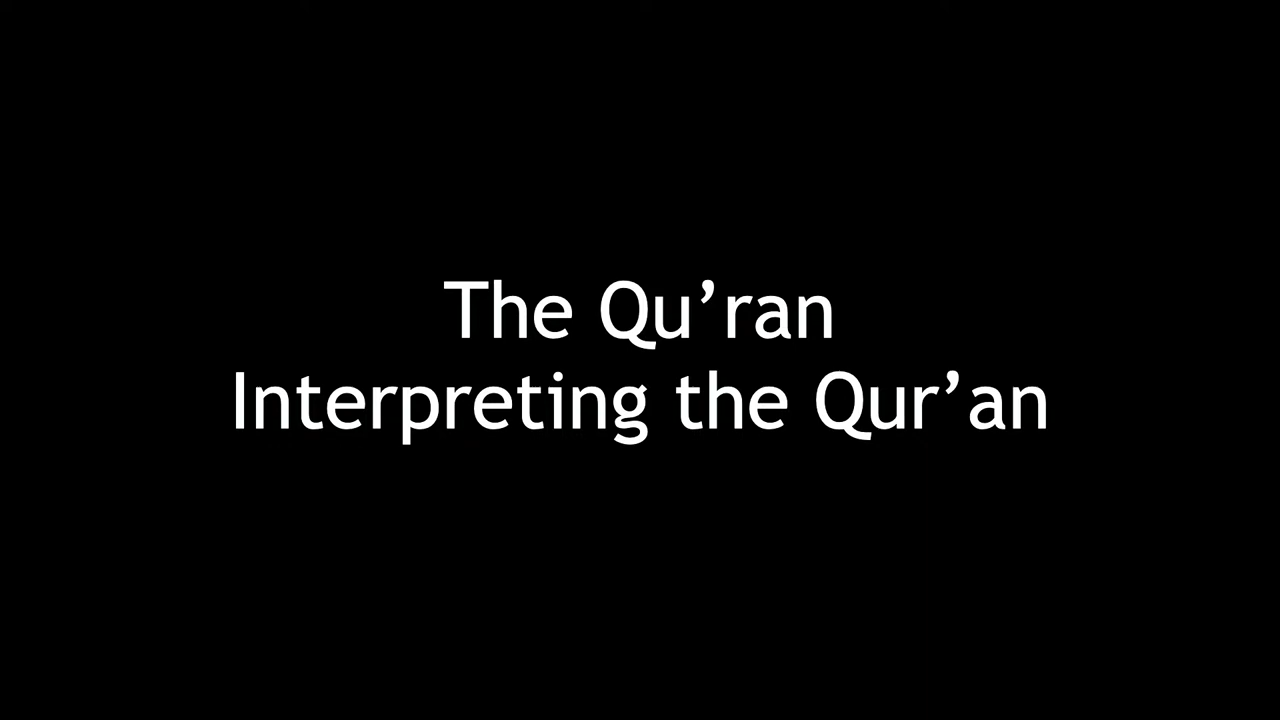 The Qu’ran
Interpreting the Qur’an